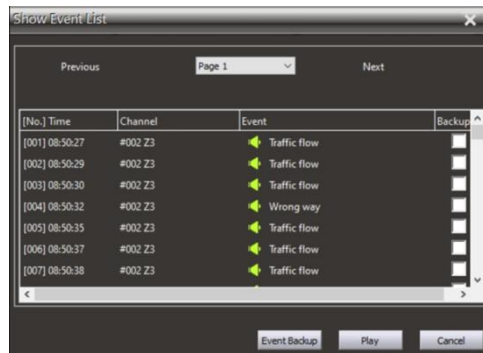 Show Event List
Previous Page 1 Next
[No.] Time Channel Event Backup
[001] 08:50:27 #002 Z3 Traffic flow
[002] 08:50:29 #002 Z3 Traffic flow
[003] 08:50:30 #002 Z3 Traffic flow
[004] 08:50:32 #002 Z3 Wrong way
[005] 08:50:35 #002 Z3 Traffic flow
[006] 08:50:37 #002 Z3 Traffic flow
[007] 08:50:38 #002 Z3 Traffic flow
Event Backup Play Cancel